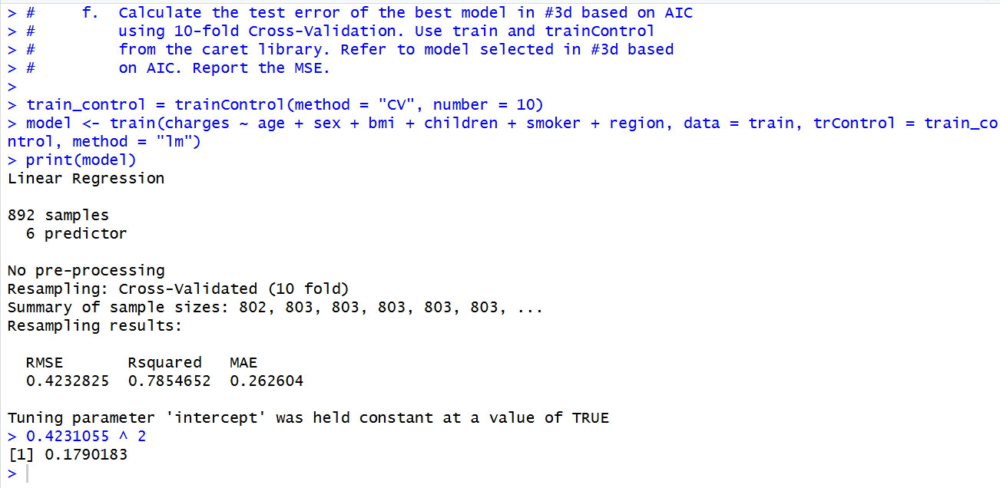 > #     f.  Calculate the test error of the best model in #3d based on AIC
> #         using 10-fold Cross-Validation. Use train and trainControl
> #         from the caret library. Refer to model selected in #3d based
> #         on AIC. Report the MSE.
>
> train_control = trainControl(method = "CV", number = 10)
> model <- train(charges ~ age + sex + bmi + children + smoker + region, data = train, trControl = train_co
ntrol, method = "lm")
> print(model)
Linear Regression

892 samples
  6 predictor

No pre-processing
Resampling: Cross-Validated (10 fold)
Summary of sample sizes: 802, 803, 803, 803, 803, 803, ...
Resampling results:

  RMSE       Rsquared   MAE
  0.4232825  0.7854652  0.262604

Tuning parameter 'intercept' was held constant at a value of TRUE
> 0.4231055 ^ 2
[1] 0.1790183
>